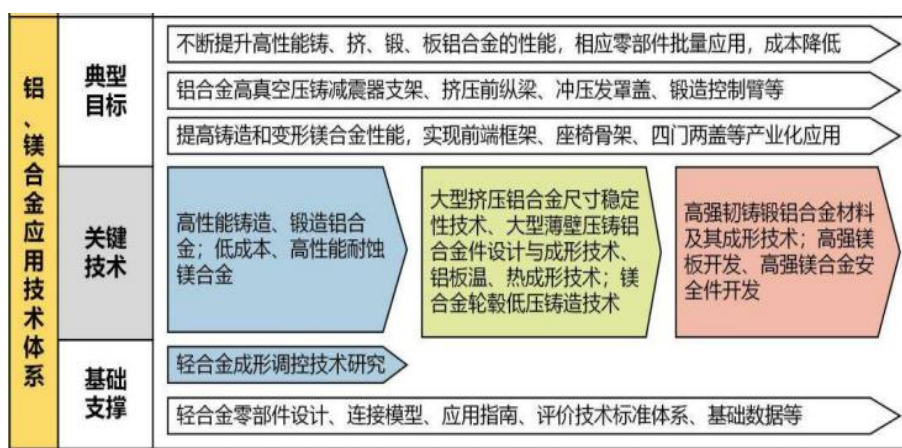 铝、镁合金应用技术体系
典型
目标
不断提升高性能铸、挤、锻、板铝合金的性能，相应零部件批量应用，成本降低
铝合金高真空压铸减震器支架、挤压前纵梁、冲压发罩盖、锻造控制臂等
提高铸造和变形镁合金性能，实现前端框架、座椅骨架、四门两盖等产业化应用
关键
技术
高性能铸造、锻造铝合
金；低成本、高性能耐蚀
镁合金
大型挤压铝合金尺寸稳定
性技术、大型薄壁压铸铝
合金件设计与成形技术、
铝板温、热成形技术；镁
合金轮毂低压铸造技术
高强韧铸锻铝合金材料
及其成形技术；高强镁
板开发、高强镁合金安
全件开发
基础
支撑
轻合金成形调控技术研究
轻合金零部件设计、连接模型、应用指南、评价技术标准体系、基础数据等